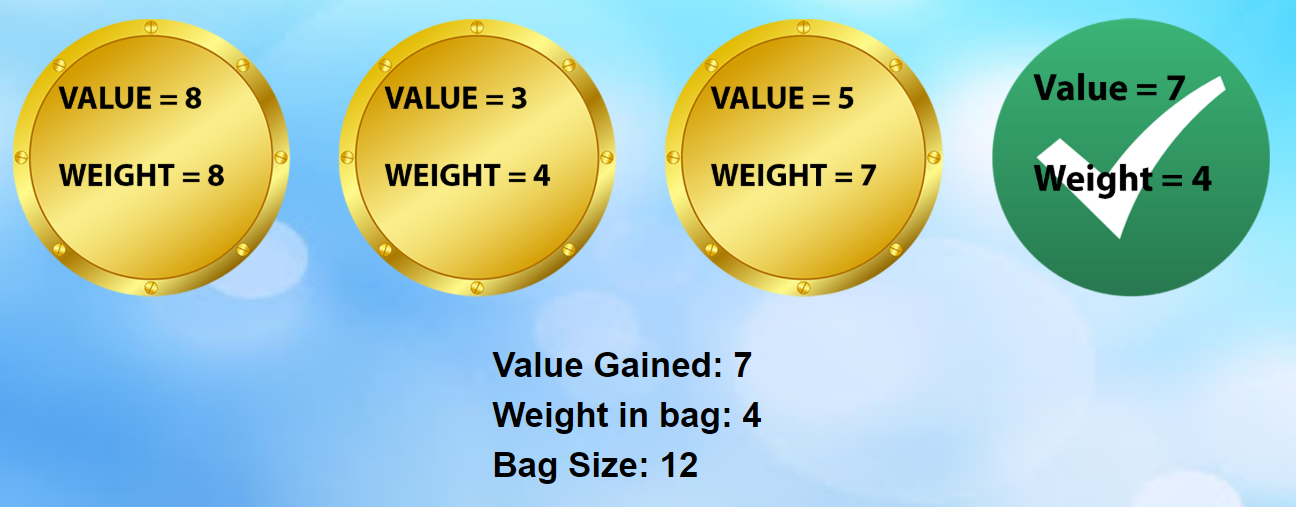 VALUE = 8
WEIGHT = 8
VALUE = 3
WEIGHT = 4
VALUE = 5
WEIGHT = 7
Value = 7
Weight = 4
Value Gained: 7
Weight in bag: 4
Bag Size: 12